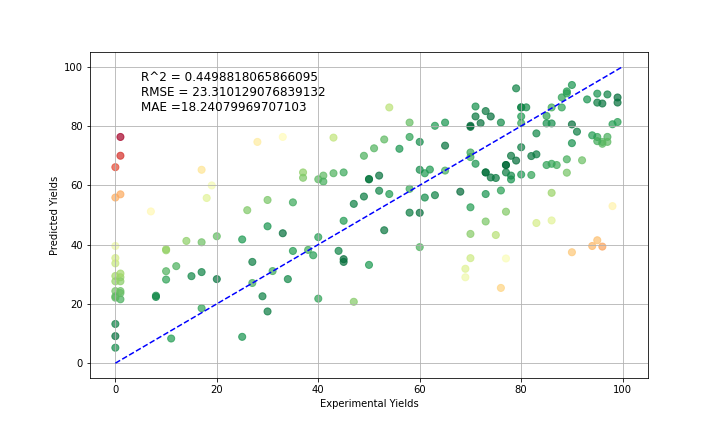 R^2 = 0.4498818065866095
RMSE = 23.310129076839132
MAE =18.24079969707103
Predicted Yields
100
80
60
40
20
0
0 20 40 60 80 100
Experimental Yields